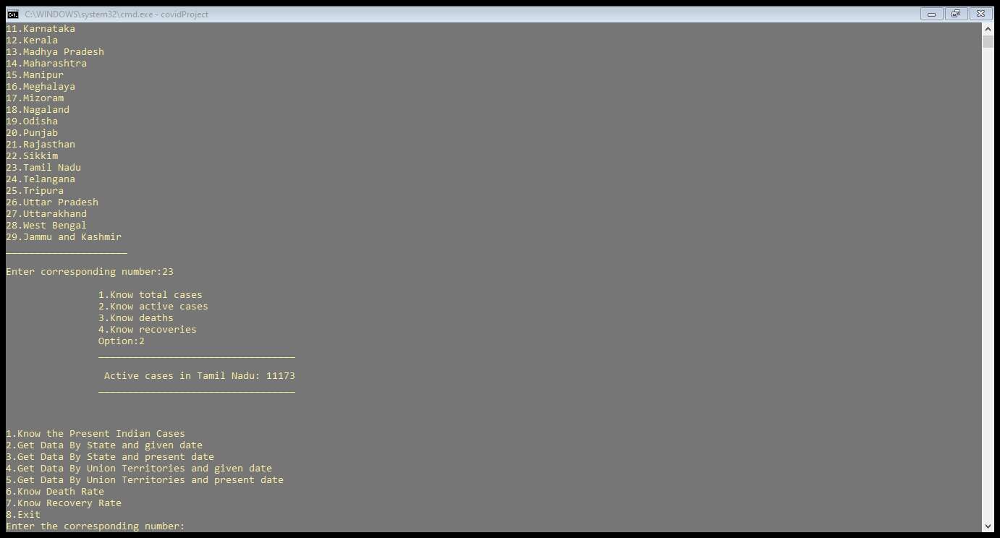 C:\WINDOWS\system32\cmd.exe - covidProject
11.Karnataka
12.Kerala
13.Madhya Pradesh
14.Maharashtra
15.Manipur
16.Meghalaya
17.Mizoram
18.Nagaland
19.Odisha
20.Punjab
21.Rajasthan
22.Sikkim
23.Tamil Nadu
24.Telangana
25.Tripura
26.Uttar Pradesh
27.Uttarakhand
28.West Bengal
29.Jammu and Kashmir
_____________________
Enter corresponding number:23
1.Know total cases
2.Know active cases
3.Know deaths
4.Know recoveries
Option:2
__________________________________
Active cases in Tamil Nadu: 11173
__________________________________
1.Know the Present Indian Cases
2.Get Data By State and given date
3.Get Data By State and present date
4.Get Data By Union Territories and given date
5.Get Data By Union Territories and present date
6.Know Death Rate
7.Know Recovery Rate
8.Exit
Enter the corresponding number: